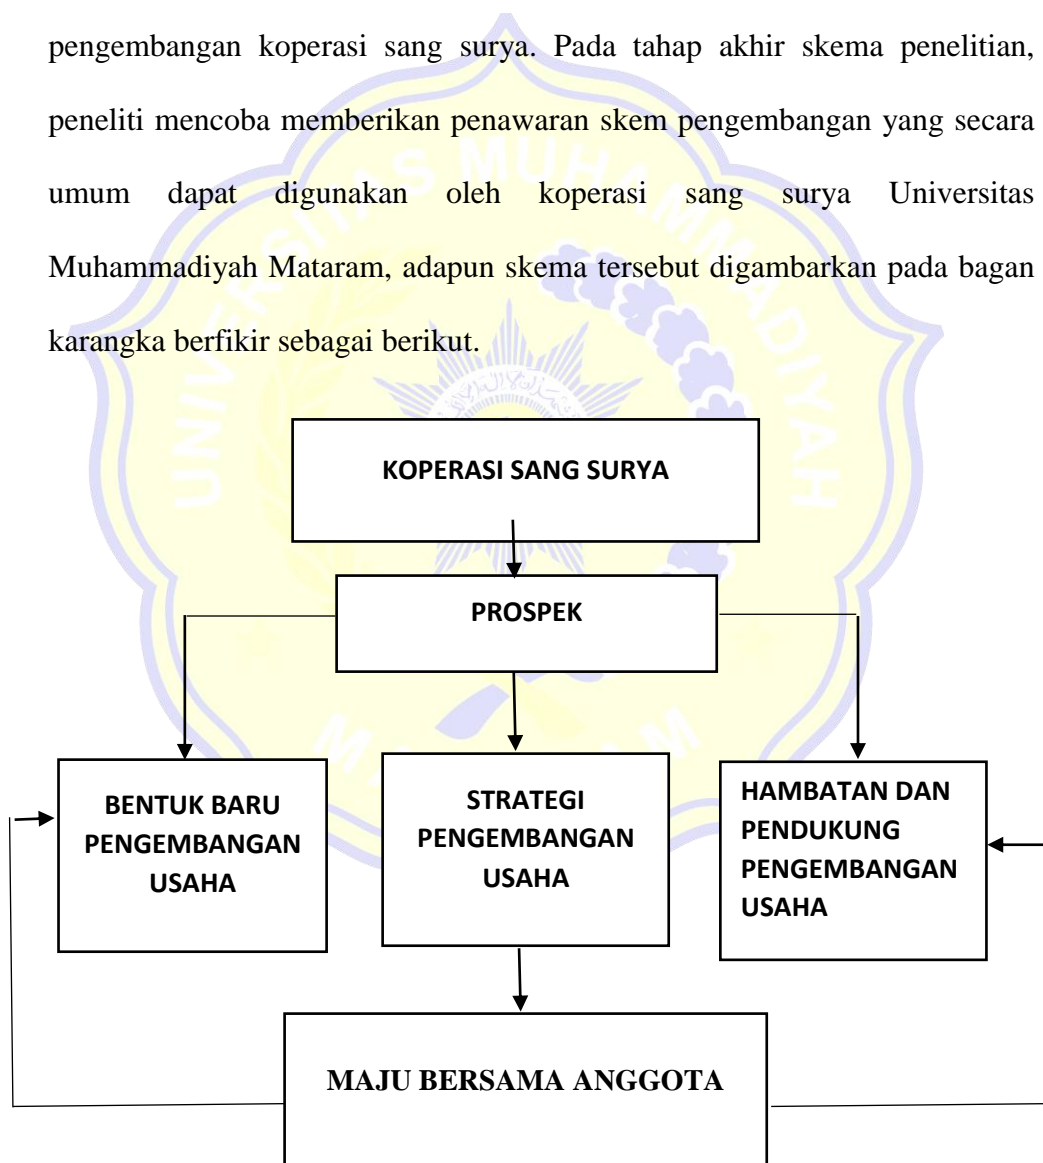 pengembangan koperasi sang surya. Pada tahap akhir skema penelitian,
peneliti mencoba memberikan penawaran skem pengembangan yang secara
umum dapat digunakan oleh koperasi sang surya Universitas
Muhammadiyah Mataram, adapun skema tersebut digambarkan pada bagan
karangka berfikir sebagai berikut.
KOPERASI SANG SURYA
PROSPEK
BENTUK BARU
PENGEMBANGAN
USAHA
STRATEGI
PENGEMBANGAN
USAHA
HAMBATAN DAN
PENDUKUNG
PENGEMBANGAN
USAHA
MAJU BERSAMA ANGGOTA
UNIVERSITAS MUHAMMADIYAH